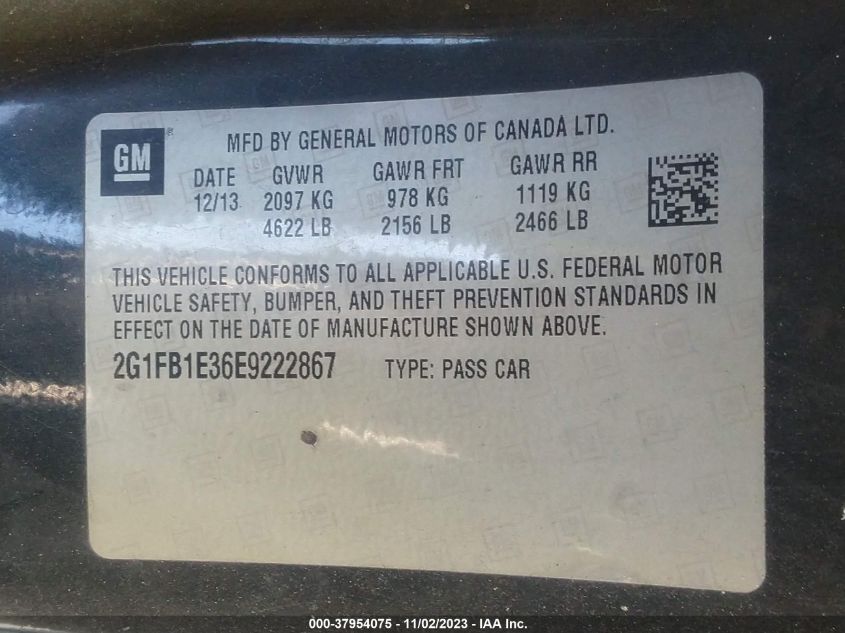 GM ®
MFD BY GENERAL MOTORS OF CANADA LTD.
DATE GVWR GAWR FRT GAWR RR
12/13 2097 KG 978 KG 1119 KG
4622 LB 2156 LB 2466 LB
THIS VEHICLE CONFORMS TO ALL APPLICABLE U.S. FEDERAL MOTOR
VEHICLE SAFETY, BUMPER, AND THEFT PREVENTION STANDARDS IN
EFFECT ON THE DATE OF MANUFACTURE SHOWN ABOVE.
2G1FB1E36E9222867 TYPE: PASS CAR
000-37954075 - 11/02/2023 - IAA Inc.